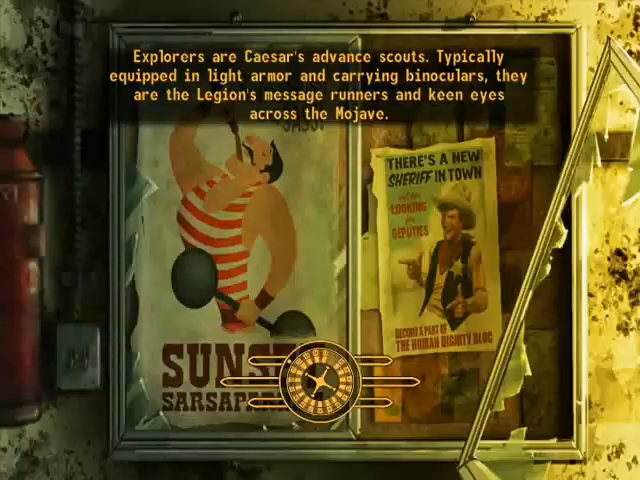 Explorers are Caesar's advance scouts. Typically
equipped in light armor and carrying binoculars, they
are the Legion's message runners and keen eyes
across the Mojave.
THERE'S A NEW
SHERIFF IN TOWN
LOOKING
DEPUTIES
BECOME A PART OF
THE HUMAN DIGNITY BLOC
SUNS
SARSAPA